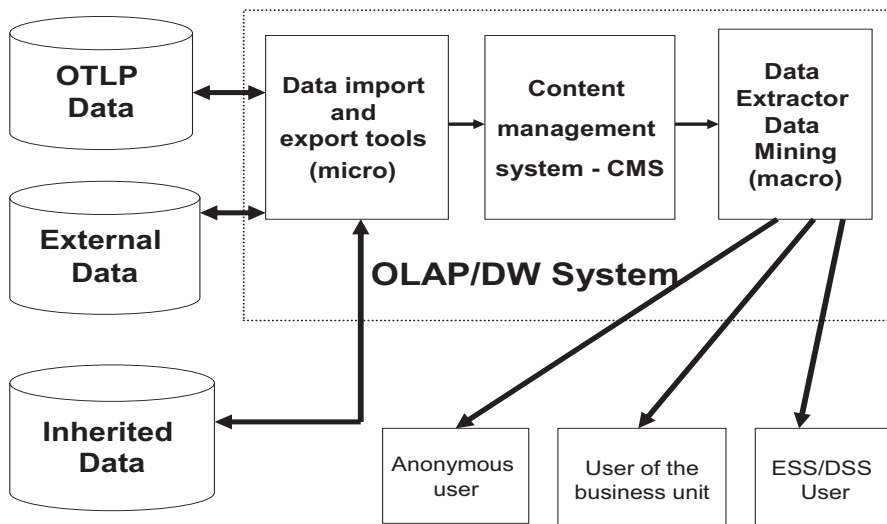 OTLP
Data
Data import
and
export tools
(micro)
Content
management
system - CMS
Data
Extractor
Data
Mining
(macro)
External
Data
OLAP/DW System
Inherited
Data
Anonymous
user
User of the
business unit
ESS/DSS
User